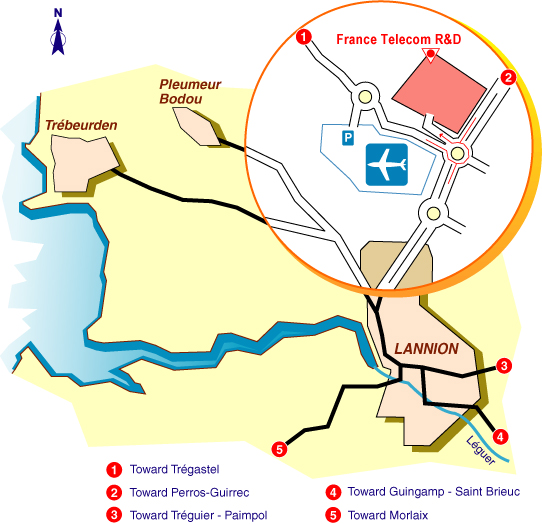 N
1
France Telecom R&D
2
Pleumeur
Bodou
Trébeurden
P
LANNION
3
4
5
Léguer
1 Toward Trégastel
2 Toward Perros-Guirrec
3 Toward Tréguier - Paimpol
4 Toward Guingamp - Saint Brieuc
5 Toward Morlaix